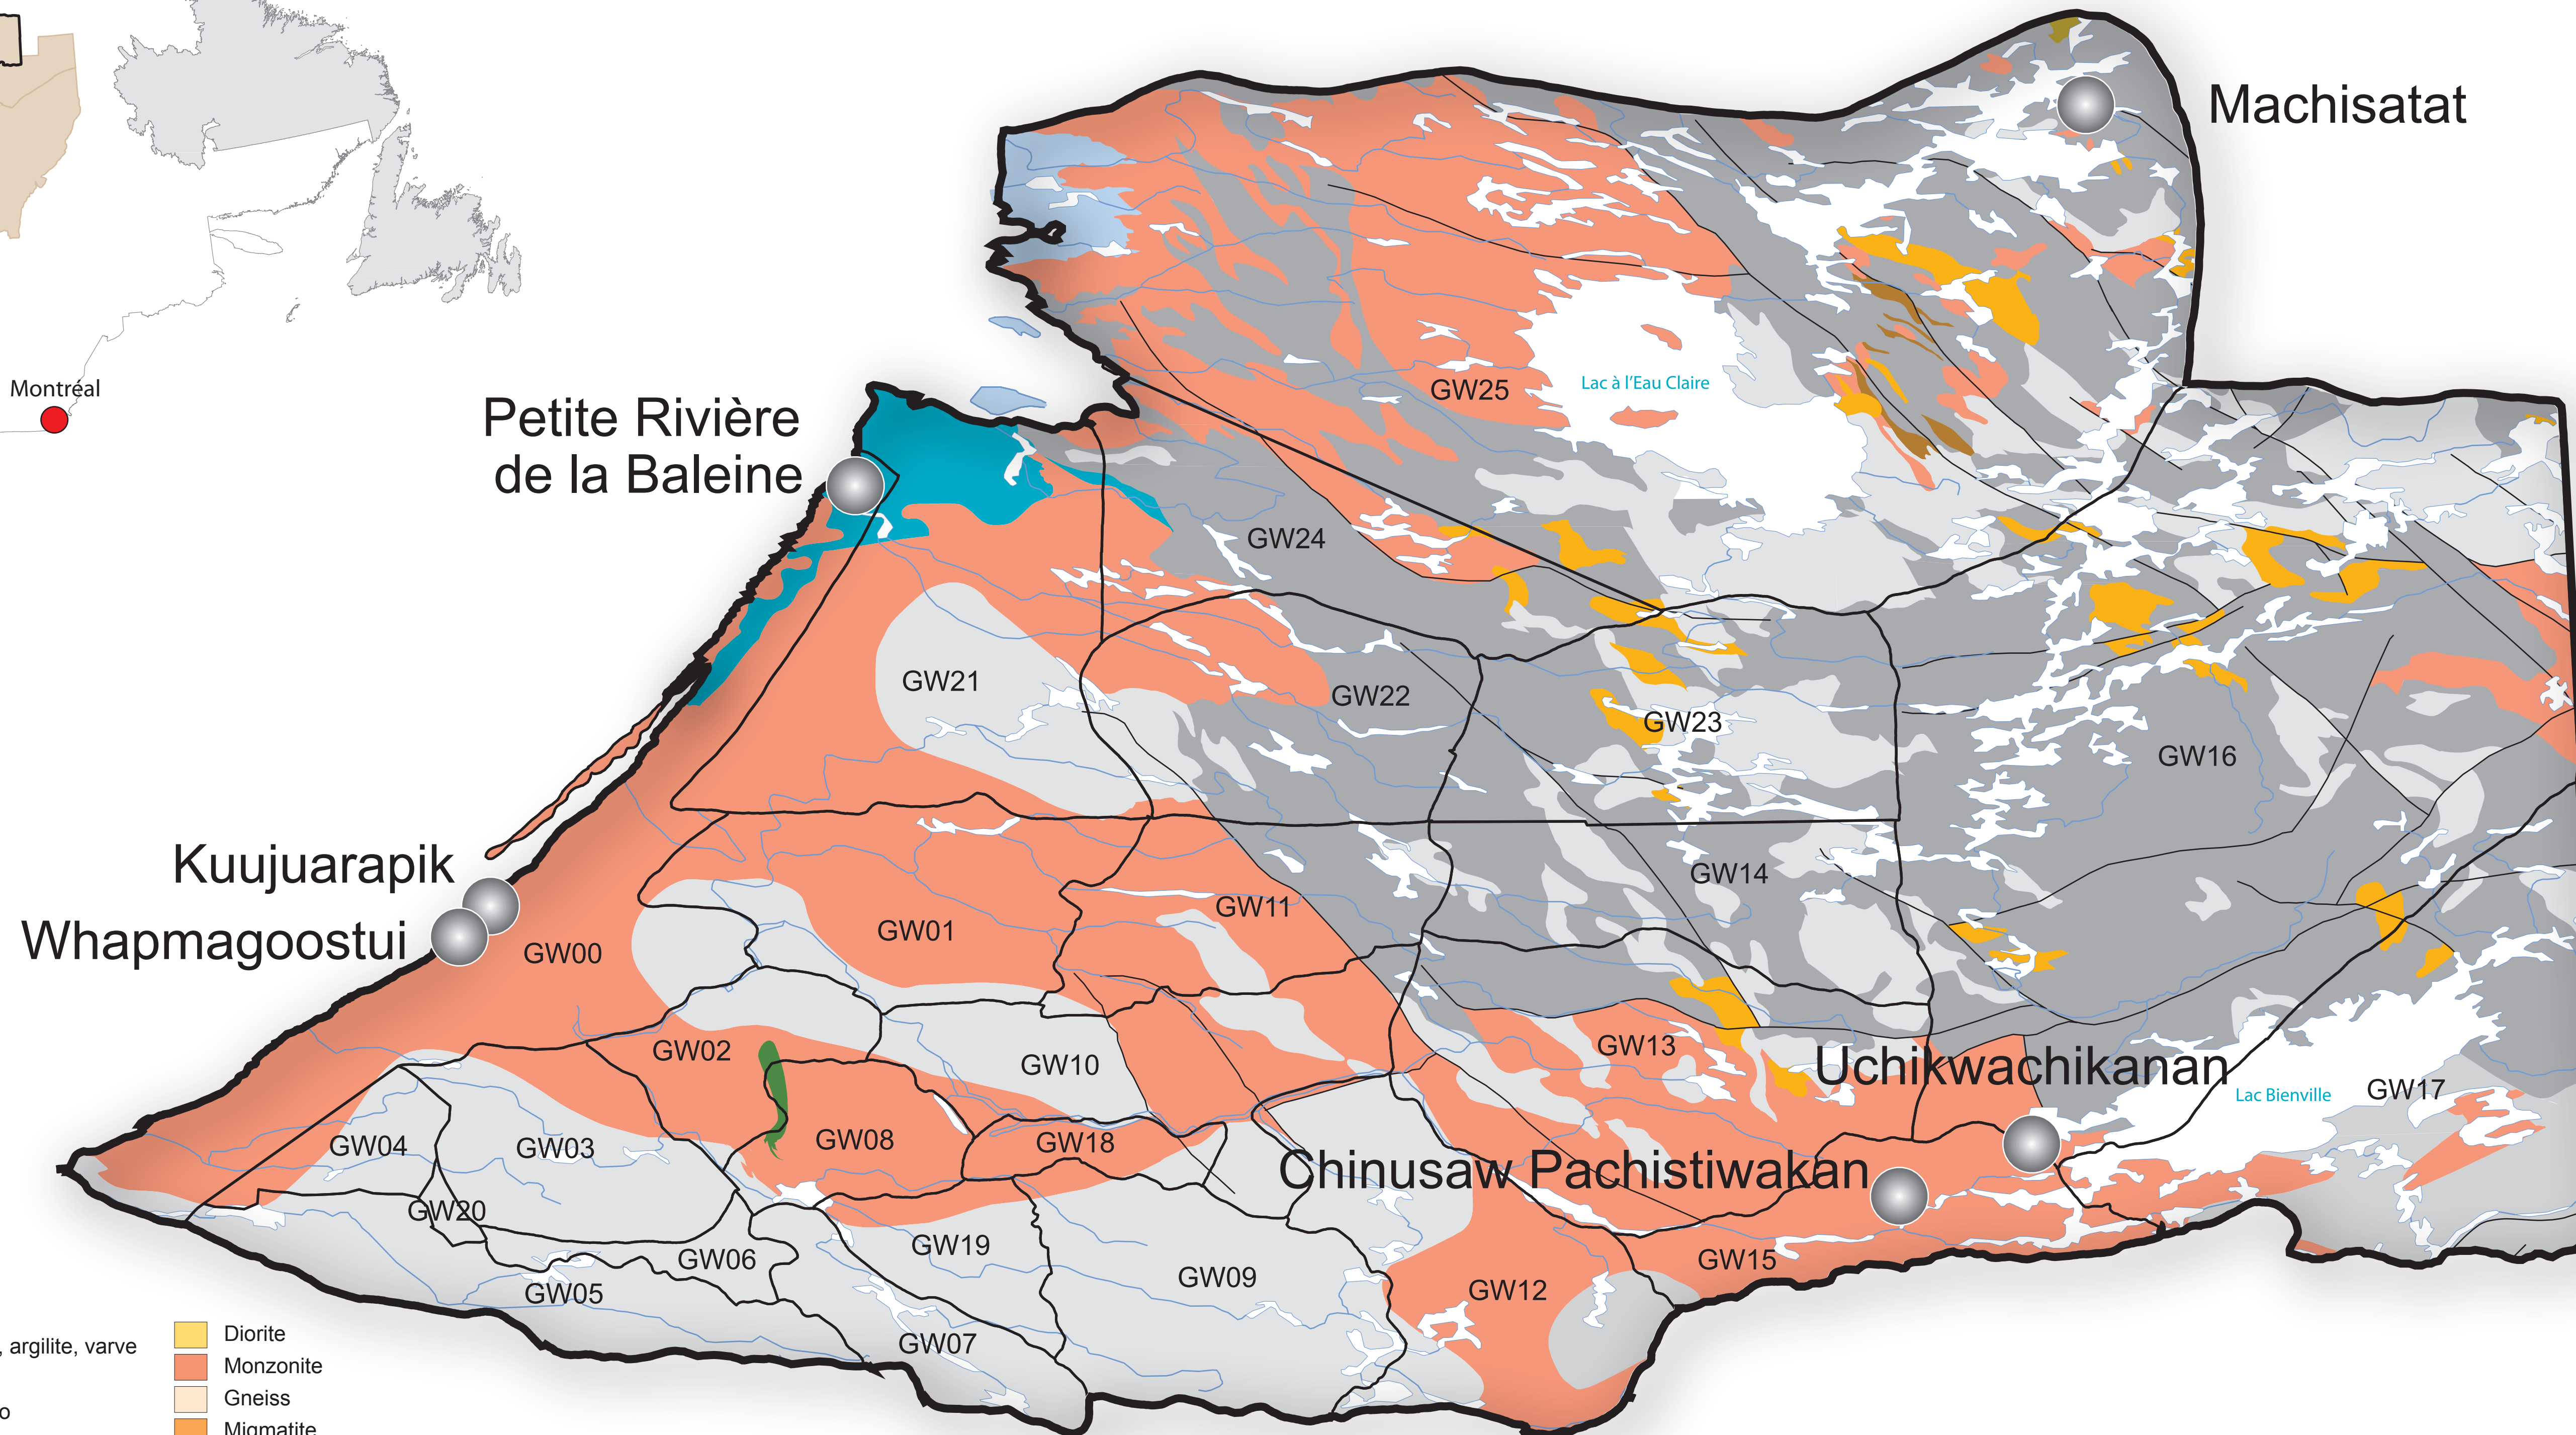 Machisatat
Montréal
Petite Rivière
de la Baleine
GW25
Lac à l'Eau Claire
GW24
GW21
GW22
GW23
GW16
Kuujuarapik
Whapmagoostui
GW00
GW01
GW11
GW14
GW02
GW10
GW13
Uchikwachikanan
Lac Bienville
GW17
GW04
GW03
GW08
GW18
Chinusaw Pachistiwakan
GW20
GW06
GW19
GW05
GW09
GW12
GW15
GW07
, argilite, varve
Diorite
Monzonite
Gneiss
o
Migmatite